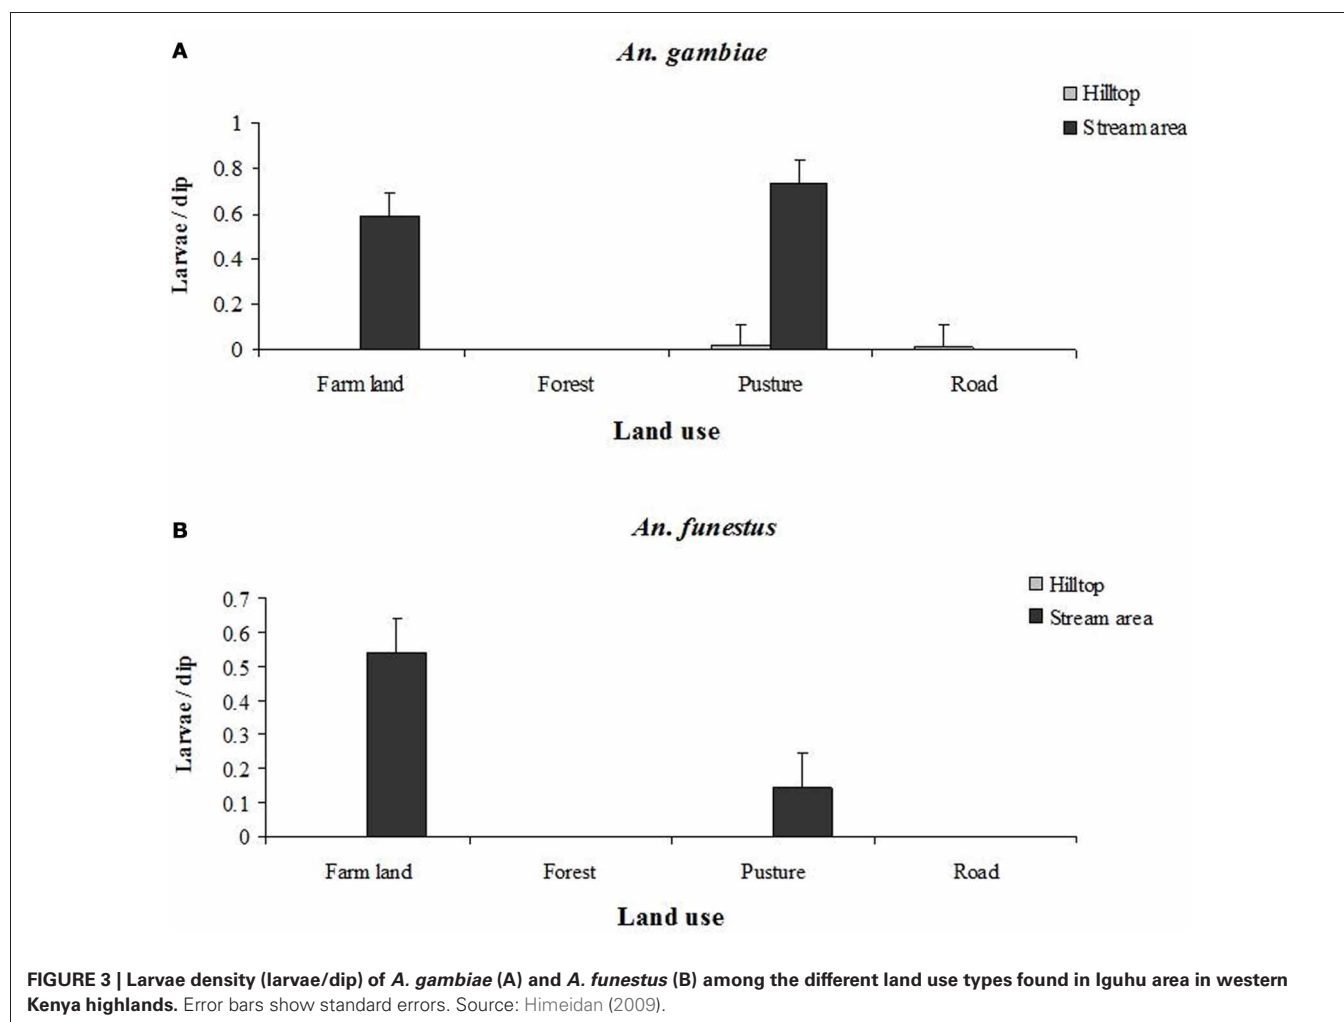 A
An. gambiae
Hilltop
Stream area
1
0.8
0.6
0.4
0.2
0
Larvae / dip
Farm land Forest Pusture Road
Land use
B
An. funestus
Hilltop
Stream area
0.7
0.6
0.5
0.4
0.3
0.2
0.1
0
Larvae / dip
Farm land Forest Pusture Road
Land use
FIGURE 3 | Larvae density (larvae/dip) of A. gambiae (A) and A. funestus (B) among the different land use types found in Iguhu area in western
Kenya highlands. Error bars show standard errors. Source: Himeidan (2009).